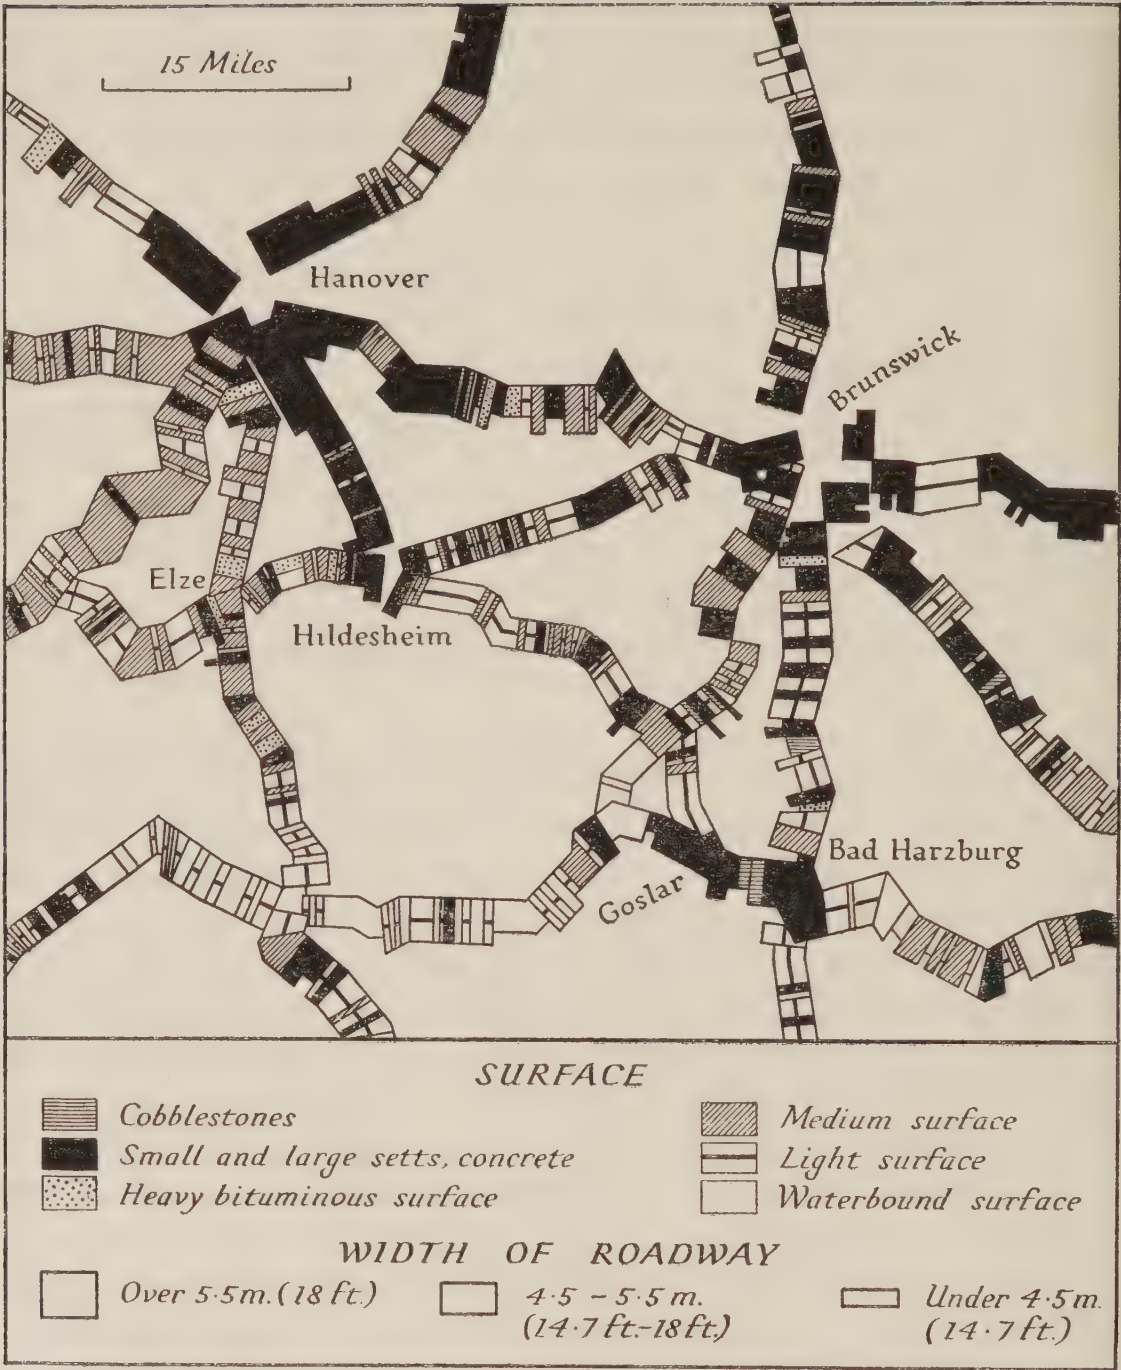 15 Miles
Hanover
Brunswick
Elze
Hıldesheim
Bad Harzburg
Goslar
SURFACE
Cobblestones
Small and large setts, concrete
Heavy bituminous surface
Medium surface
Light surface
Waterbound surface
WIDTH OF ROADWAY
Over 5·5m. (18 ft.)
4·5 – 5·5 m.
(14·7 ft.–18 ft.)
Under 4·5m.
(14·7 ft.)